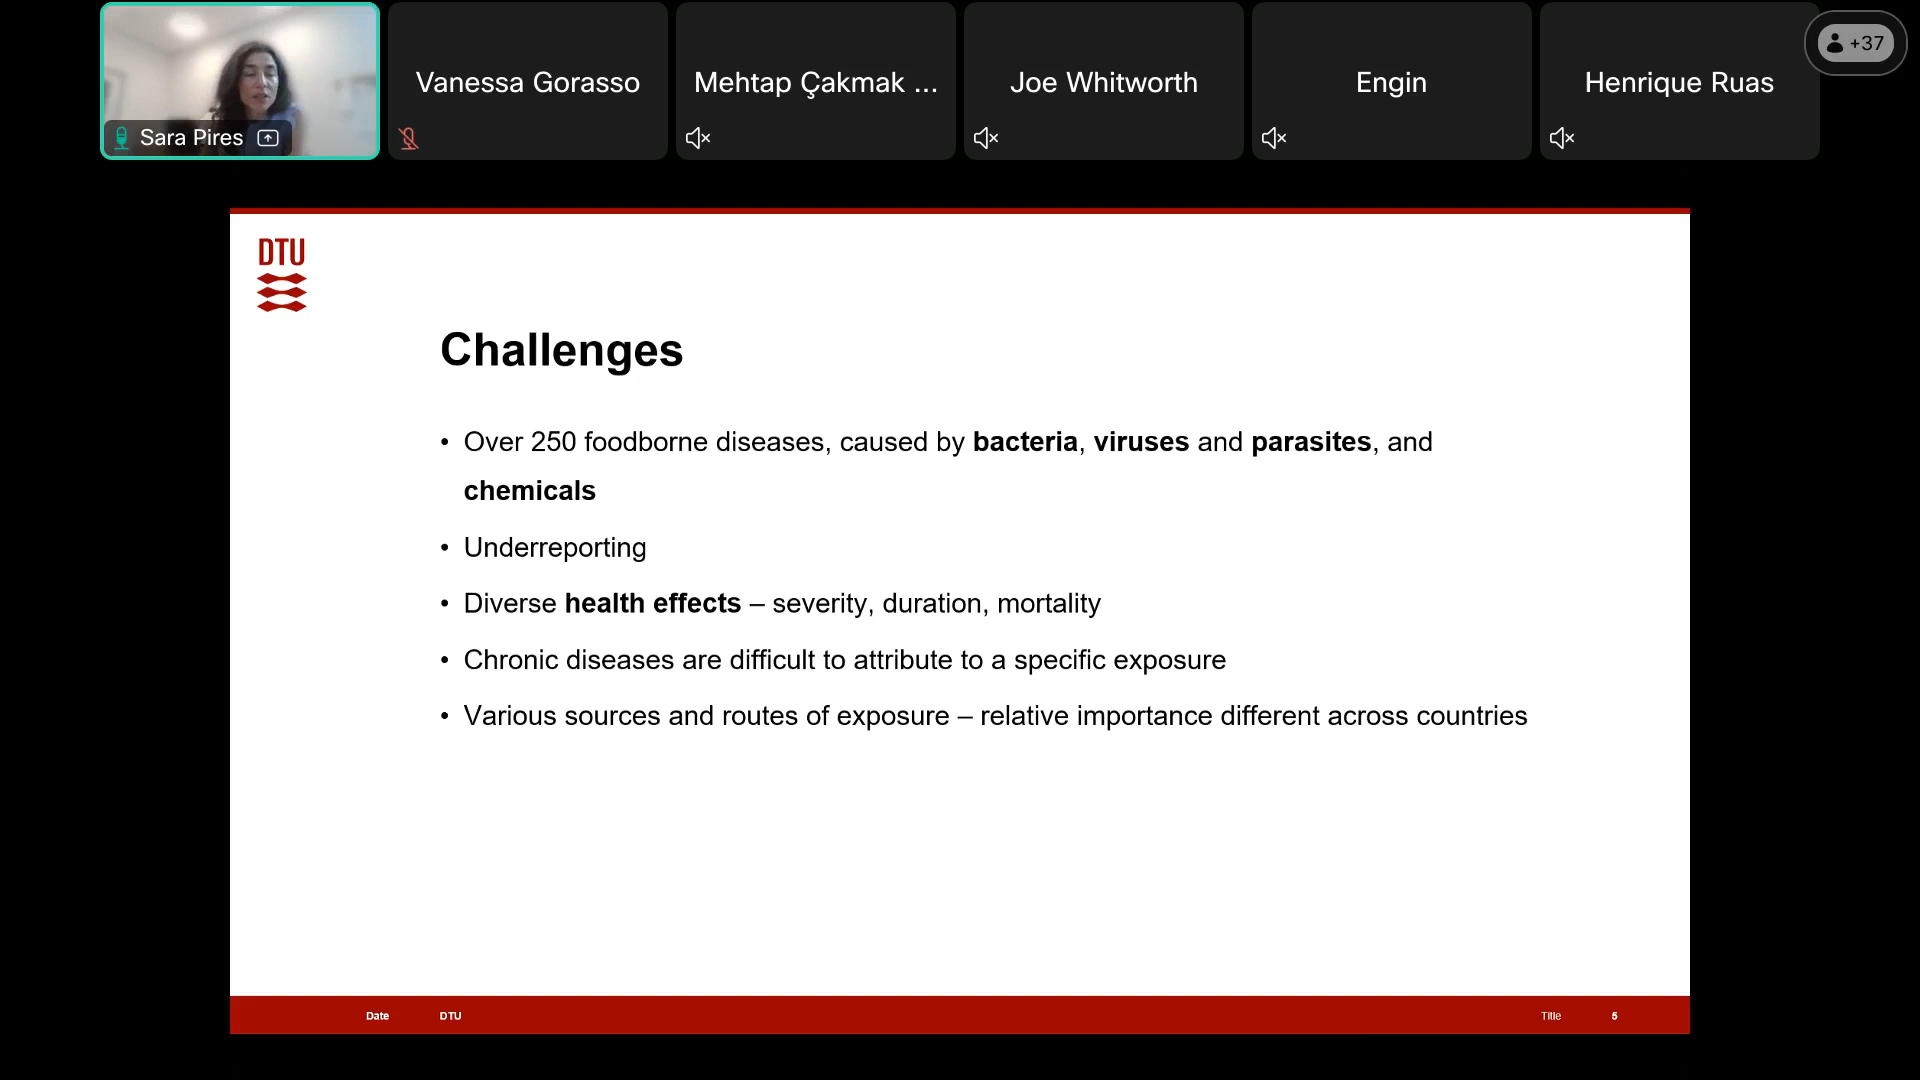 Sara Pires
Vanessa Gorasso
Mehtap Çakmak ...
Joe Whitworth
Engin
Henrique Ruas
+37
DTU
Challenges
• Over 250 foodborne diseases, caused by bacteria, viruses and parasites, and
chemicals
• Underreporting
• Diverse health effects – severity, duration, mortality
• Chronic diseases are difficult to attribute to a specific exposure
• Various sources and routes of exposure – relative importance different across countries
Date DTU Title 5